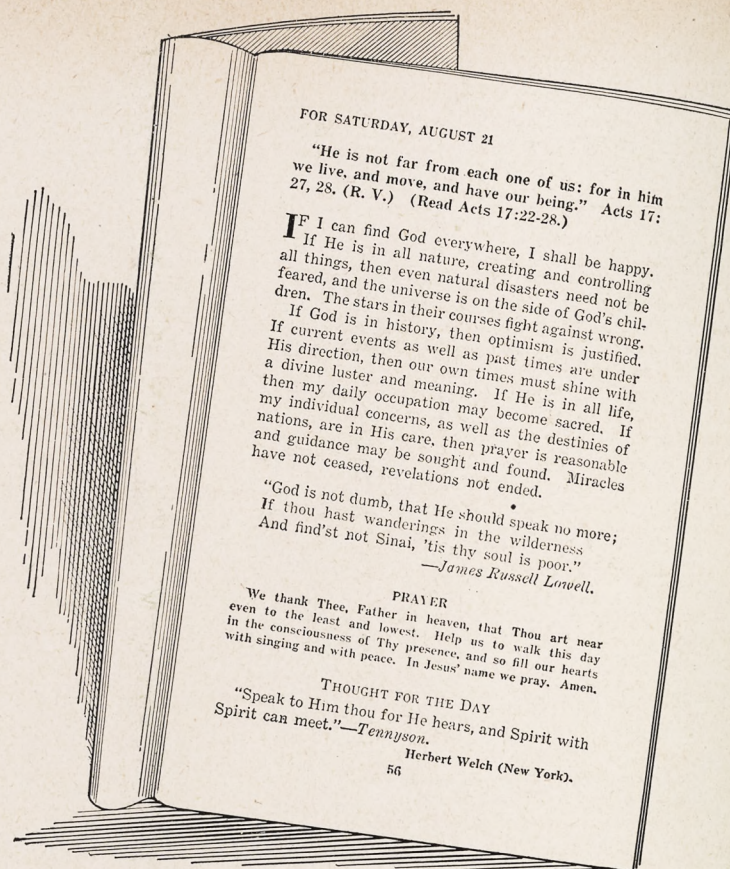 FOR SATURDAY, AUGUST 21
"He is not far from each one of us: for in him
we live, and move, and have our being." Acts 17:
27, 28. (R. V.) (Read Acts 17:22-28.)
IF I can find God everywhere, I shall be happy.
If He is in all nature, creating and controlling
all things, then even natural disasters need not be
feared, and the universe is on the side of God's chil-
dren. The stars in their courses fight against wrong.
If God is in history, then optimism is justified.
If current events as well as past times are under
His direction, then our own times must shine with
a divine luster and meaning. If He is in all life,
then my daily occupation may become sacred. If
my individual concerns, as well as the destinies of
nations, are in His care, then prayer is reasonable
and guidance may be sought and found. Miracles
have not ceased, revelations not ended.
"God is not dumb, that He should speak no more;
If thou hast wanderings in the wilderness
And find'st not Sinai, 'tis thy soul is poor."
—James Russell Lowell.
PRAYER
We thank Thee, Father in heaven, that Thou art near
even to the least and lowest. Help us to walk this day
in the consciousness of Thy presence, and so fill our hearts
with singing and with peace. In Jesus' name we pray. Amen.
THOUGHT FOR THE DAY
"Speak to Him thou for He hears, and Spirit with
Spirit can meet."—Tennyson.
Herbert Welch (New York).
56